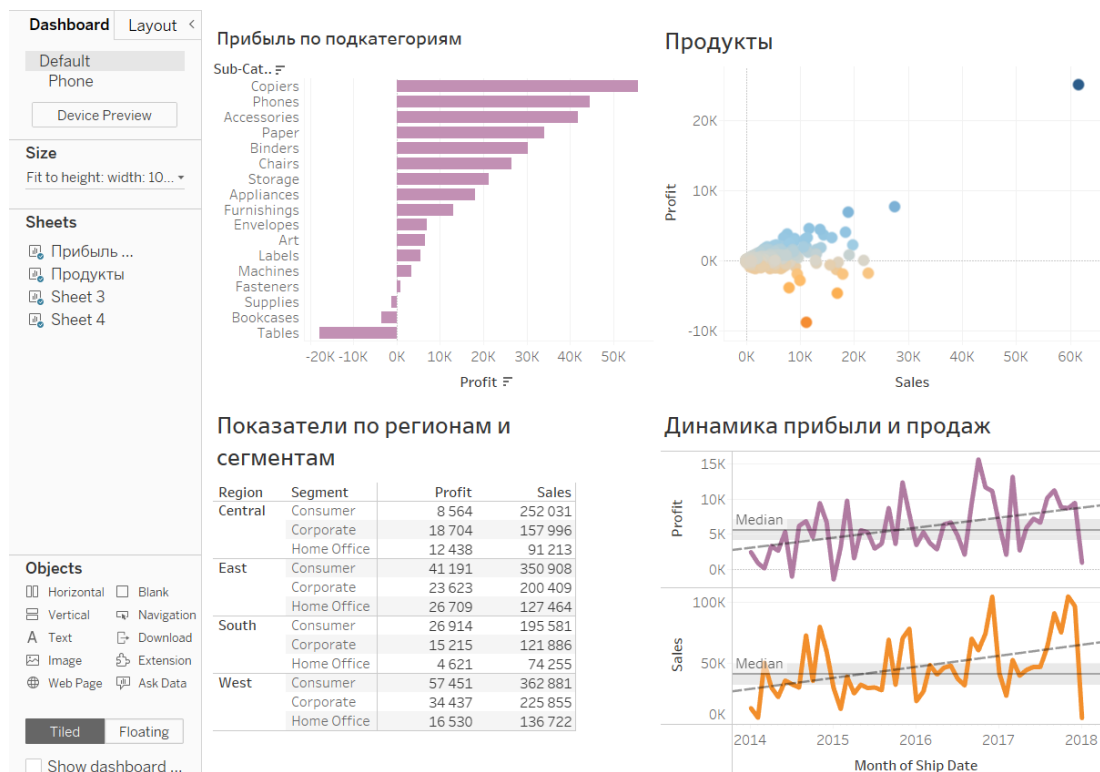 Dashboard Layout <
Default
Phone
Device Preview
Size
Fit to height: width: 10...
Sheets
Прибыль ...
Продукты
Sheet 3
Sheet 4
Objects
Horizontal Blank
Vertical Navigation
A Text Download
Image Extension
Web Page Ask Data
Tiled Floating
Show dashboard ...
Прибыль по подкатегориям
Sub-Cat..
Copiers
Phones
Accessories
Paper
Binders
Chairs
Storage
Appliances
Furnishings
Envelopes
Art
Labels
Machines
Fasteners
Supplies
Bookcases
Tables
-20K -10K 0K 10K 20K 30K 40K 50K
Profit
Продукты
Profit
20K
10K
0K
-10K
0K 10K 20K 30K 40K 50K 60K
Sales
Показатели по регионам и
сегментам
Region Segment Profit Sales
Central Consumer 8 564 252 031
Corporate 18 704 157 996
Home Office 12 438 91 213
East Consumer 41 191 350 908
Corporate 23 623 200 409
Home Office 26 709 127 464
South Consumer 26 914 195 581
Corporate 15 215 121 886
Home Office 4 621 74 255
West Consumer 57 451 362 881
Corporate 34 437 225 855
Home Office 16 530 136 722
Динамика прибыли и продаж
Profit
15K
10K
Median
5K
0K
Sales
100K
Median
50K
0K
2014 2015 2016 2017 2018
Month of Ship Date